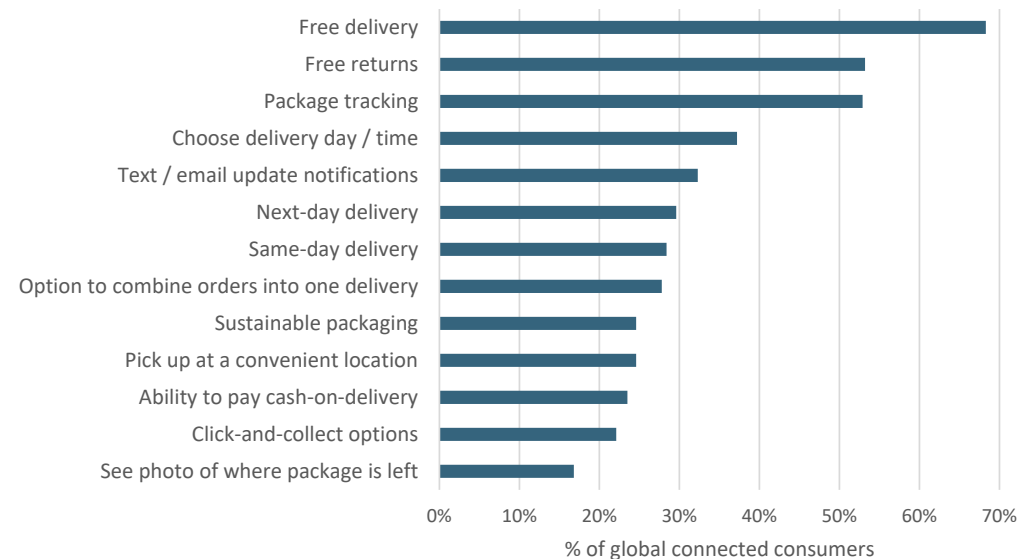 Free delivery
Free returns
Package tracking
Choose delivery day / time
Text / email update notifications
Next-day delivery
Same-day delivery
Option to combine orders into one delivery
Sustainable packaging
Pick up at a convenient location
Ability to pay cash-on-delivery
Click-and-collect options
See photo of where package is left
0% 10% 20% 30% 40% 50% 60% 70%
% of global connected consumers